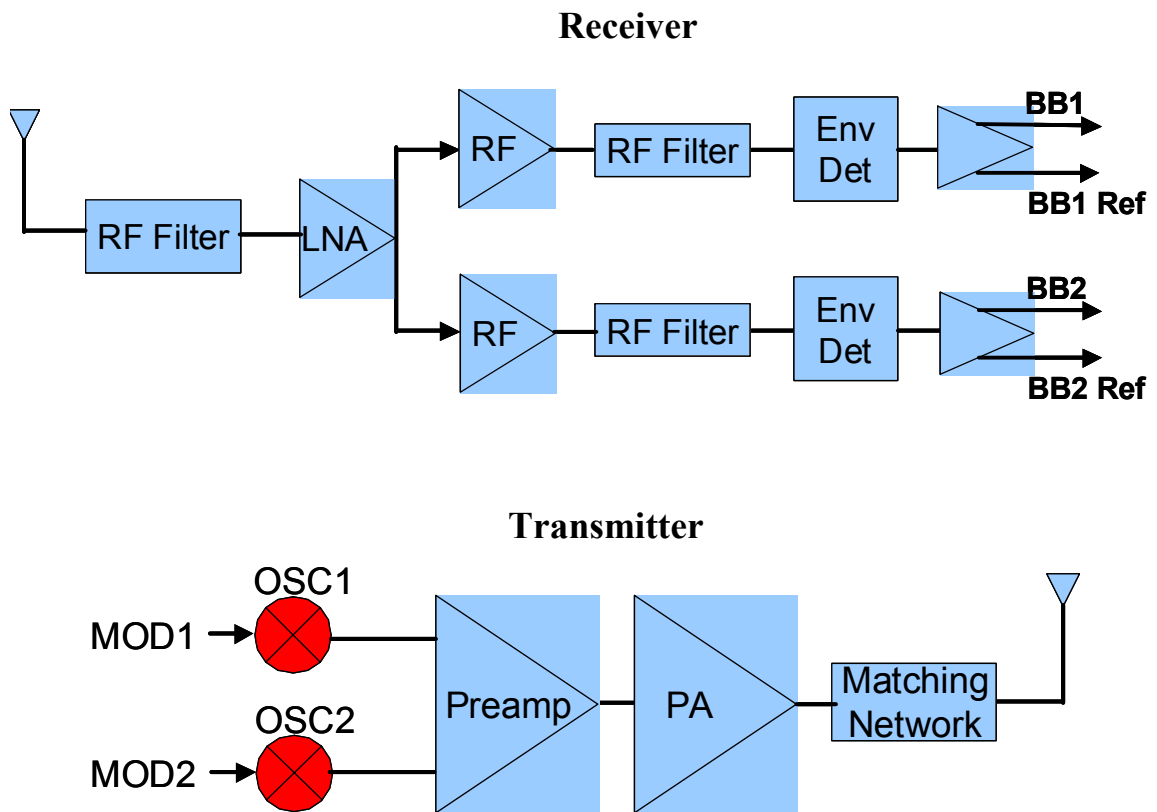 Receiver
BB1
RF
RF Filter
Env
Det
BB1 Ref
RF Filter
LNA
BB2
RF
RF Filter
Env
Det
BB2 Ref
Transmitter
OSC1
MOD1
OSC2
MOD2
Preamp
PA
Matching
Network